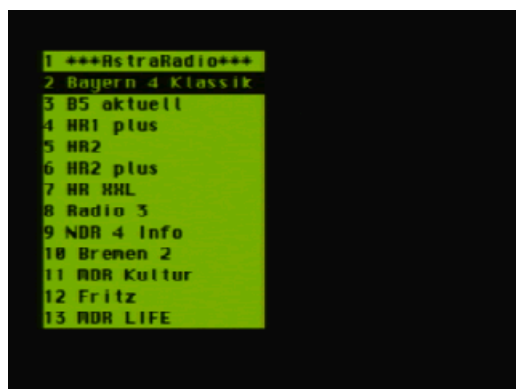 1 ***AstraRadio***
2 Bayern 4 Klassik
3 B5 aktuell
4 HR1 plus
5 HR2
6 HR2 plus
7 HR XXL
8 Radio 3
9 NDR 4 Info
10 Bremen 2
11 MDR Kultur
12 Fritz
13 MDR LIFE